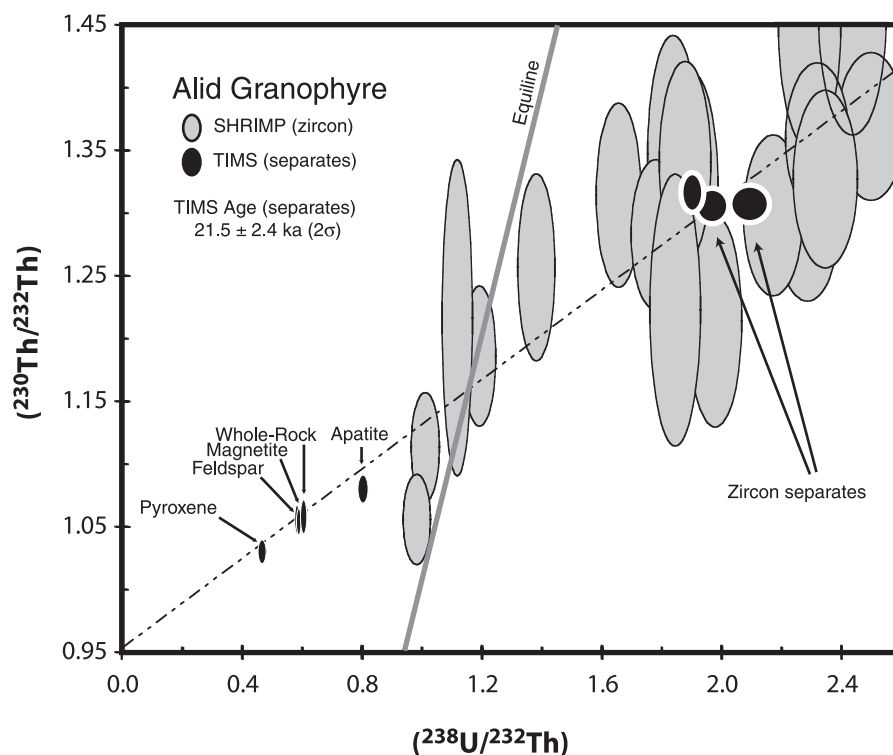 1.45
1.35
1.25
1.15
1.05
0.95
(²³⁰Th/²³²Th)
Alid Granophyre
SHRIMP (zircon)
TIMS (separates)
TIMS Age (separates)
21.5 ± 2.4 ka (2σ)
Equiline
Whole-Rock
Magnetite
Feldspar
Apatite
Pyroxene
Zircon separates
0.0 0.4 0.8 1.2 1.6 2.0 2.4
(²³⁸U/²³²Th)